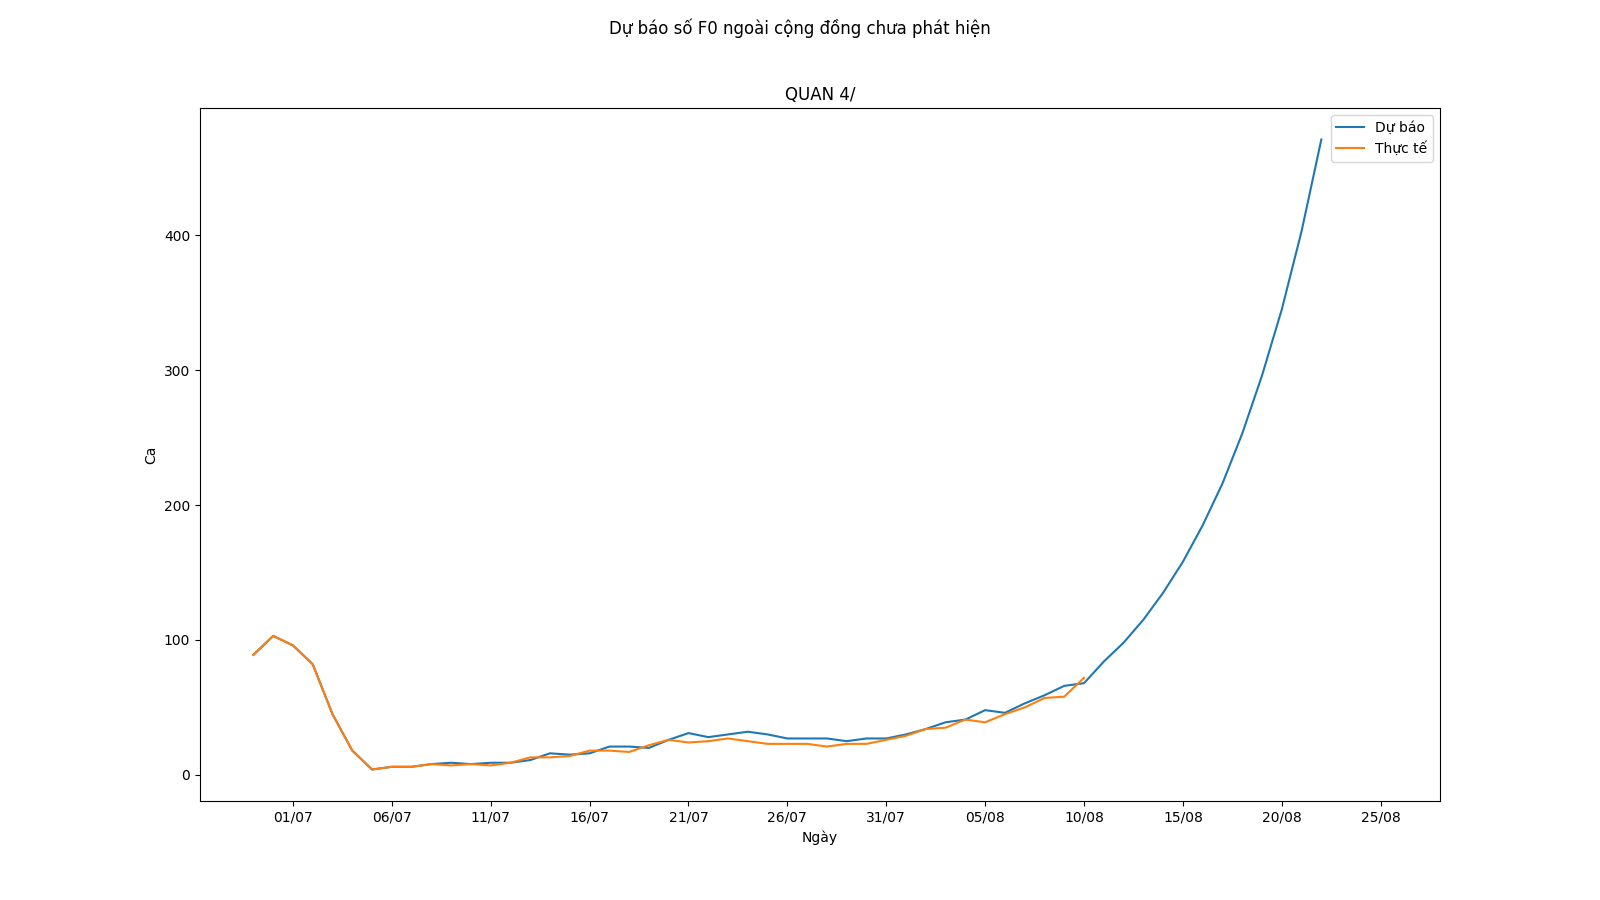 Dự báo số F0 ngoài cộng đồng chưa phát hiện
QUAN 4/
Dự báo
Thực tế
400
300
200
100
0
Ca
01/07 06/07 11/07 16/07 21/07 26/07 31/07 05/08 10/08 15/08 20/08 25/08
Ngày